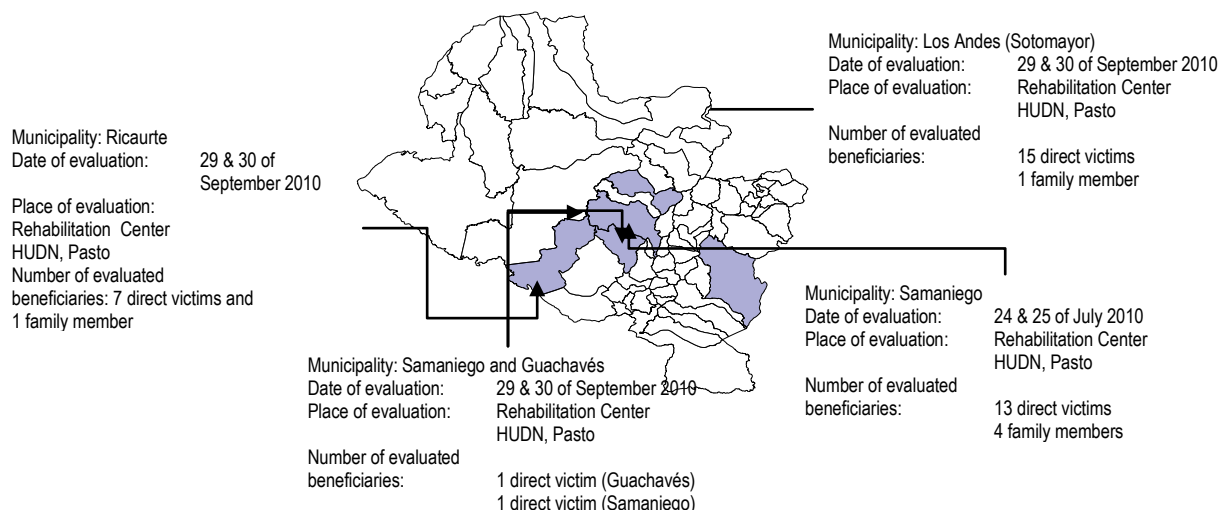 Municipality: Los Andes (Sotomayor)
Date of evaluation: 29 & 30 of September 2010
Place of evaluation: Rehabilitation Center
HUDN, Pasto
Number of evaluated
beneficiaries: 15 direct victims
1 family member
Municipality: Ricaurte
Date of evaluation: 29 & 30 of
September 2010
Place of evaluation:
Rehabilitation Center
HUDN, Pasto
Number of evaluated
beneficiaries: 7 direct victims and
1 family member
Municipality: Samaniego
Date of evaluation: 24 & 25 of July 2010
Place of evaluation: Rehabilitation Center
HUDN, Pasto
Number of evaluated
beneficiaries: 13 direct victims
4 family members
Municipality: Samaniego and Guachavés
Date of evaluation: 29 & 30 of September 2010
Place of evaluation: Rehabilitation Center
HUDN, Pasto
Number of evaluated
beneficiaries: 1 direct victim (Guachavés)
1 direct victim (Samaniego)